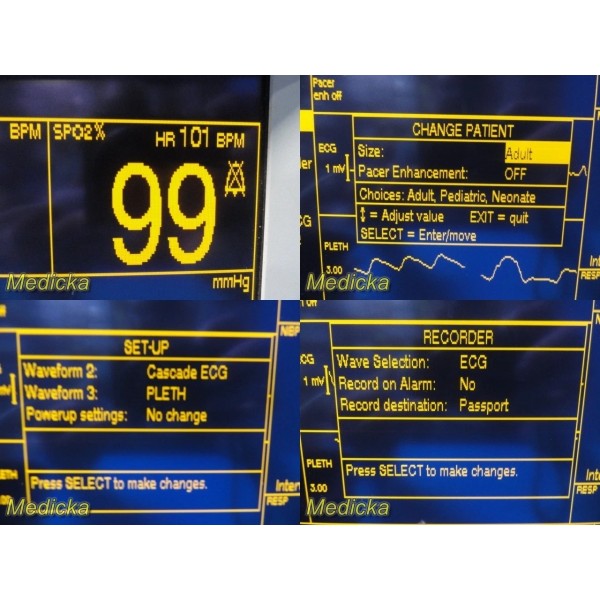 BPM SPO2% HR 101 BPM
99
mmHg
Medicka
Pacer
enh off
ECG
1 mV
CHANGE PATIENT
Size: Adult
Pacer Enhancement: OFF
Choices: Adult, Pediatric, Neonate
↕ = Adjust value EXIT = quit
SELECT = Enter/move
PLETH
3.00
RESP
Medicka
SET-UP
Waveform 2: Cascade ECG
Waveform 3: PLETH
Powerup settings: No change
1 mV
Press SELECT to make changes.
RESP
Medicka
RECORDER
Wave Selection: ECG
Record on Alarm: No
Record destination: Passport
1 mV
Press SELECT to make changes.
PLETH
3.00
RESP
Medicka